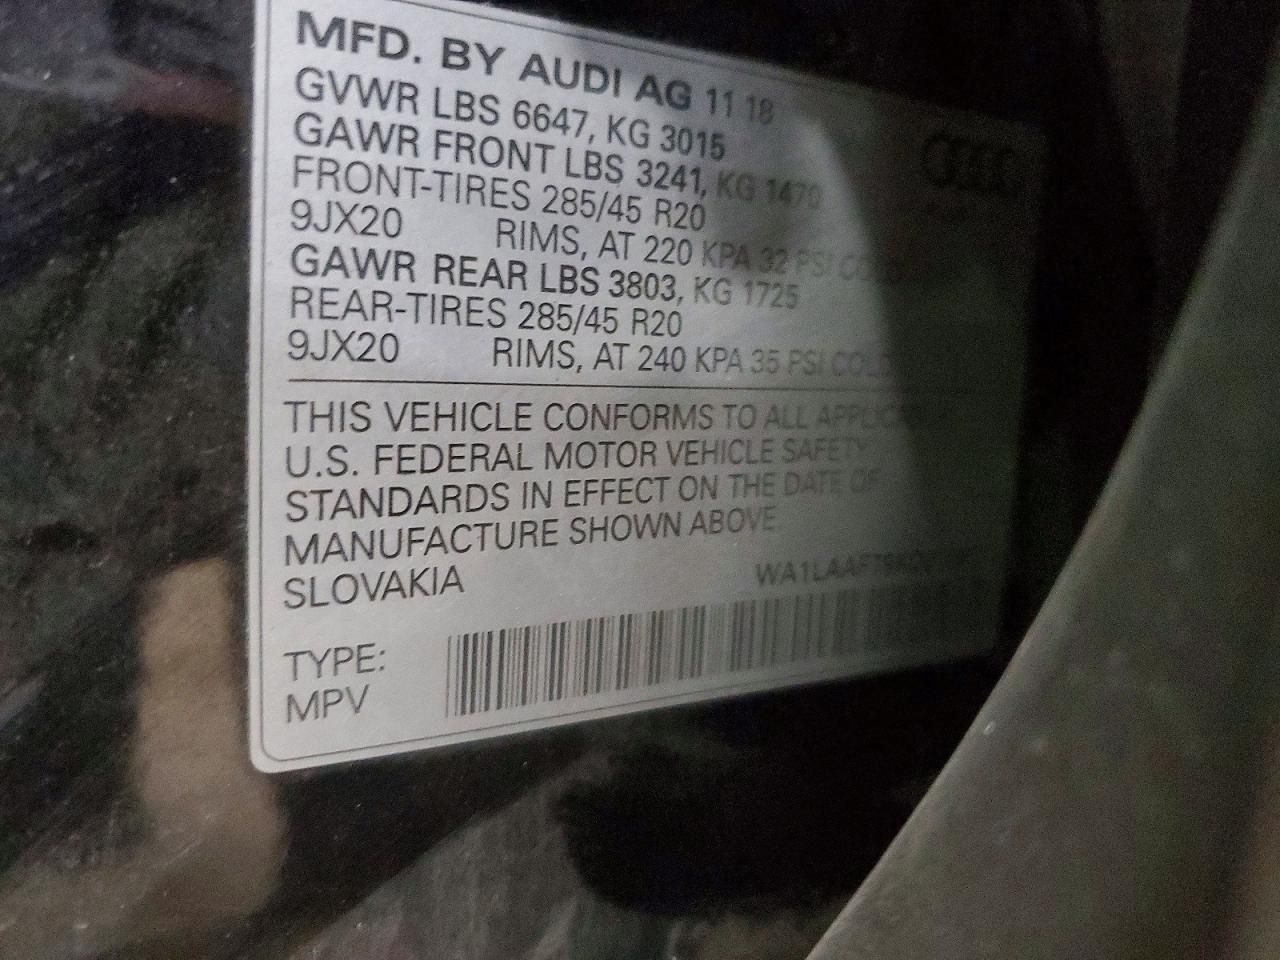 MFD. BY AUDI AG 11 18
GVWR LBS 6647, KG 3015
GAWR FRONT LBS 3241, KG 1470
FRONT-TIRES 285/45 R20
9JX20 RIMS, AT 220 KPA 32 PSI COLD
GAWR REAR LBS 3803, KG 1725
REAR-TIRES 285/45 R20
9JX20 RIMS, AT 240 KPA 35 PSI COLD
THIS VEHICLE CONFORMS TO ALL APPLICABLE
U.S. FEDERAL MOTOR VEHICLE SAFETY
STANDARDS IN EFFECT ON THE DATE OF
MANUFACTURE SHOWN ABOVE
SLOVAKIA
TYPE:
MPV